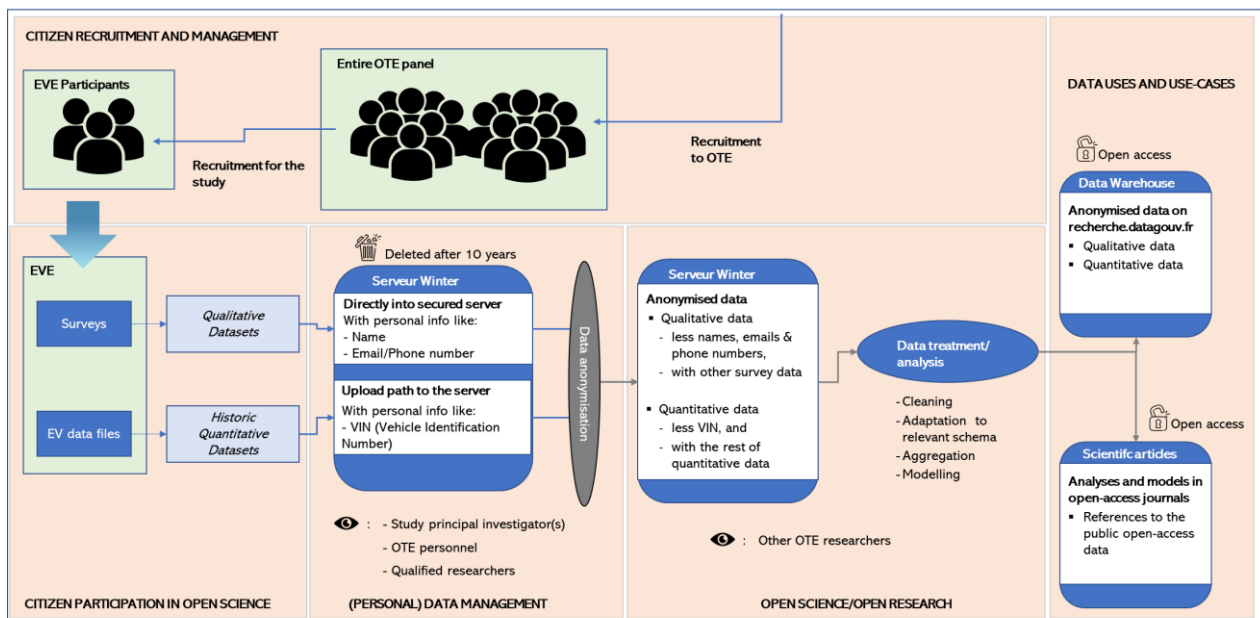 CITIZEN RECRUITMENT AND MANAGEMENT
EVE Participants
Entire OTE panel
Recruitment for the
study
Recruitment
to OTE
DATA USES AND USE-CASES
Open access
Data Warehouse
Anonymised data on
recherche.datagouv.fr
▪ Qualitative data
▪ Quantitative data
EVE
Surveys
EV data files
Qualitative
Datasets
Historic
Quantitative
Datasets
Deleted after 10 years
Serveur Winter
Directly into secured server
With personal info like:
- Name
- Email/Phone number
Upload path to the server
With personal info like:
- VIN (Vehicle Identification
Number)
Data anonymisation
: - Study principal investigator(s)
- OTE personnel
- Qualified researchers
Serveur Winter
Anonymised data
▪ Qualitative data
- less names, emails &
phone numbers,
- with other survey data
▪ Quantitative data
- less VIN, and
- with the rest of
quantitative data
: Other OTE researchers
Data treatment/
analysis
- Cleaning
- Adaptation to
relevant schema
- Aggregation
- Modelling
Open access
Scientifc articles
Analyses and models in
open-access journals
▪ References to the
public open-access
data
CITIZEN PARTICIPATION IN OPEN SCIENCE
(PERSONAL) DATA MANAGEMENT
OPEN SCIENCE/OPEN RESEARCH